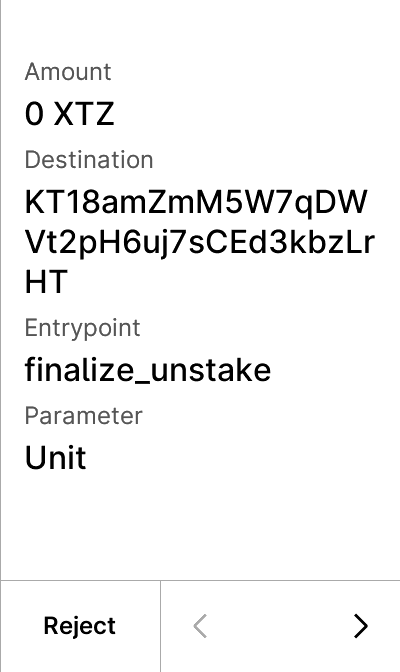 Amount
0 XTZ
Destination
KT18amZmM5W7qDW
Vt2pH6uj7sCEd3kbzLr
HT
Entrypoint
finalize_unstake
Parameter
Unit
Reject